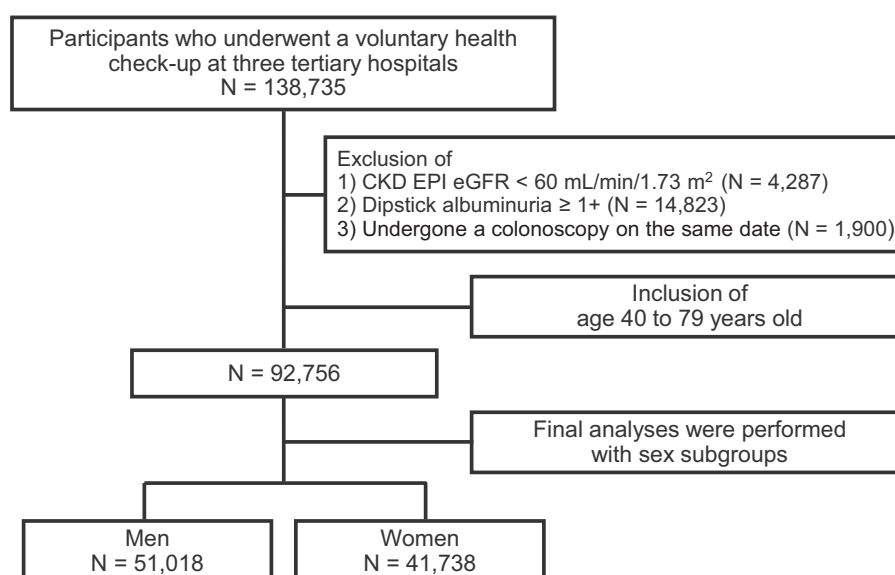 Participants who underwent a voluntary health
check-up at three tertiary hospitals
N = 138,735
Exclusion of
1) CKD EPI eGFR < 60 mL/min/1.73 m² (N = 4,287)
2) Dipstick albuminuria ≥ 1+ (N = 14,823)
3) Undergone a colonoscopy on the same date (N = 1,900)
Inclusion of
age 40 to 79 years old
N = 92,756
Final analyses were performed
with sex subgroups
Men
N = 51,018
Women
N = 41,738